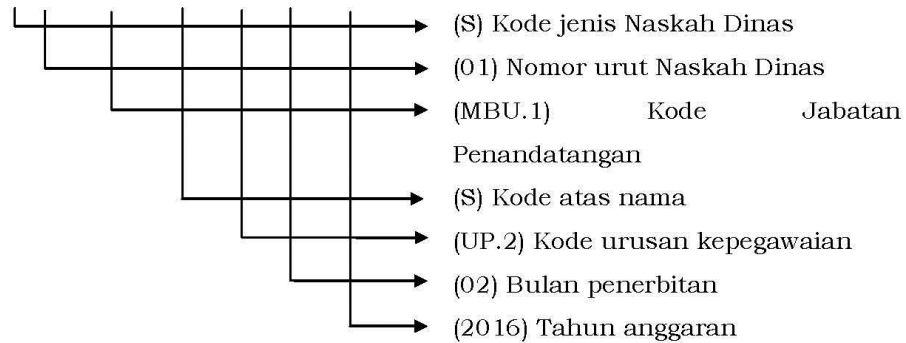 (S) Kode jenis Naskah Dinas
(01) Nomor urut Naskah Dinas
(MBU.1) Kode Jabatan
Penandatangan
(S) Kode atas nama
(UP.2) Kode urusan kepegawaian
(02) Bulan penerbitan
(2016) Tahun anggaran